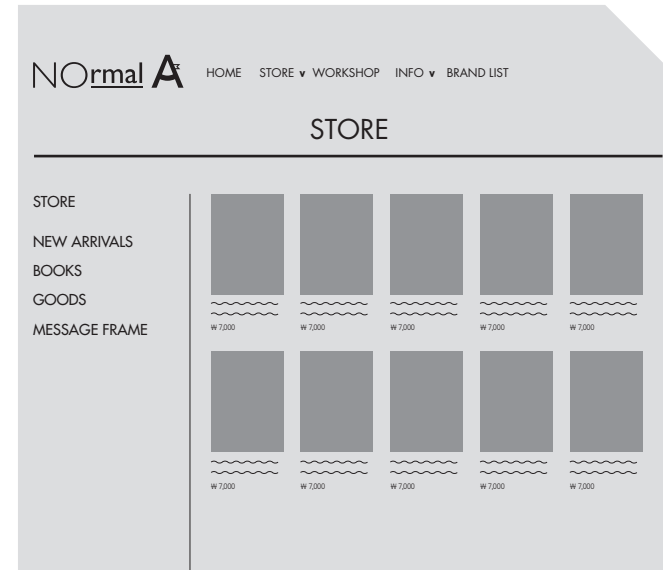 NOrmal A
HOME STORE v WORKSHOP INFO v BRAND LIST
STORE
STORE
NEW ARRIVALS
BOOKS
GOODS
MESSAGE FRAME
₩ 7,000 ₩ 7,000 ₩ 7,000 ₩ 7,000 ₩ 7,000
₩ 7,000 ₩ 7,000 ₩ 7,000 ₩ 7,000 ₩ 7,000